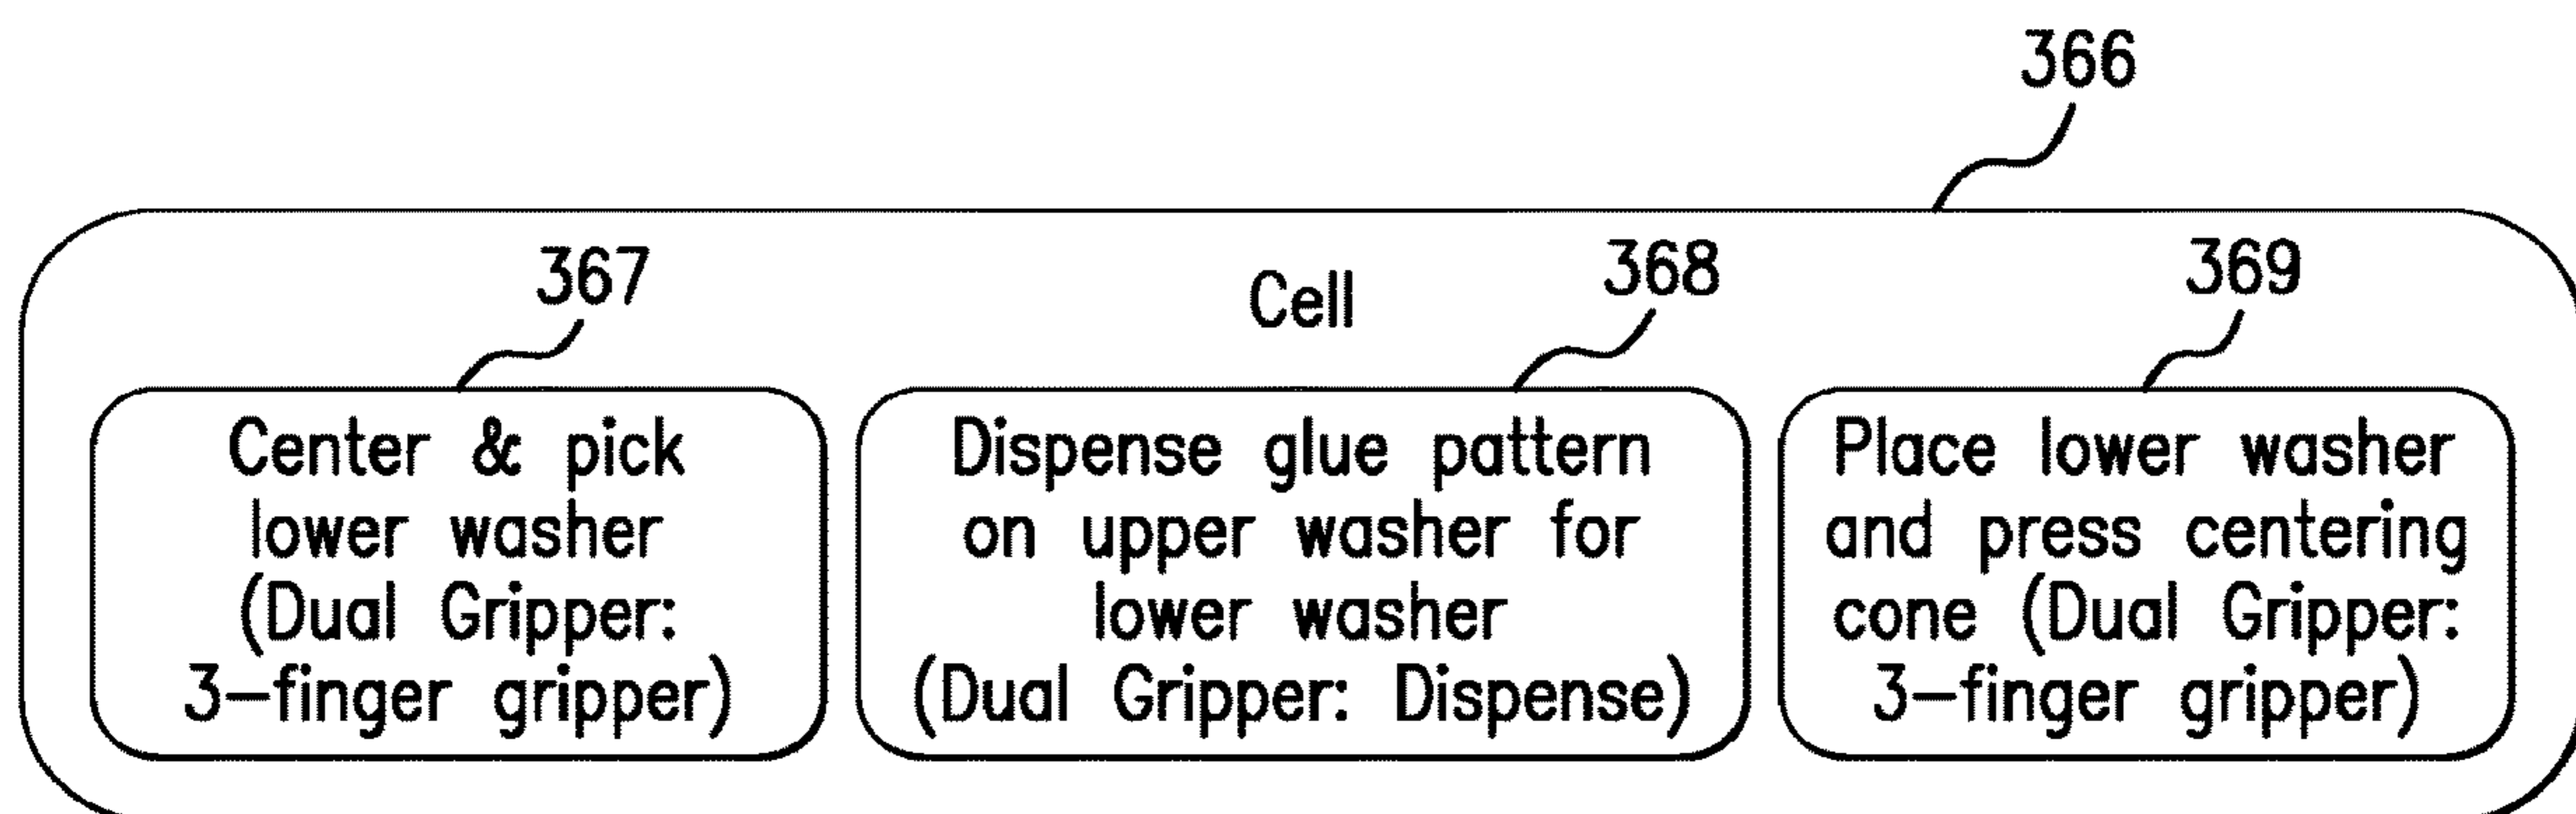 366
367
Cell
368
369
Center & pick
lower washer
(Dual Gripper:
3-finger gripper)
Dispense glue pattern
on upper washer for
lower washer
(Dual Gripper: Dispense)
Place lower washer
and press centering
cone (Dual Gripper:
3-finger gripper)